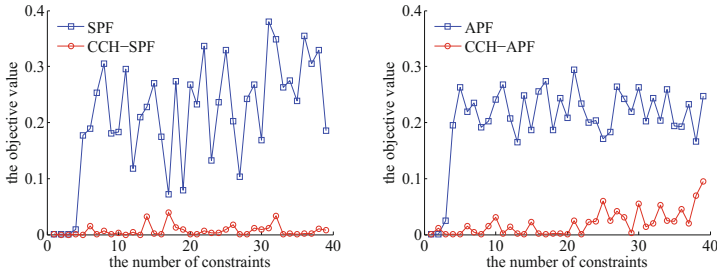 0.4
0.3
0.2
0.1
0
0
10
20
30
40
the objective value
the number of constraints
SPF
CCH−SPF
0.4
0.3
0.2
0.1
0
0
10
20
30
40
the objective value
the number of constraints
APF
CCH−APF